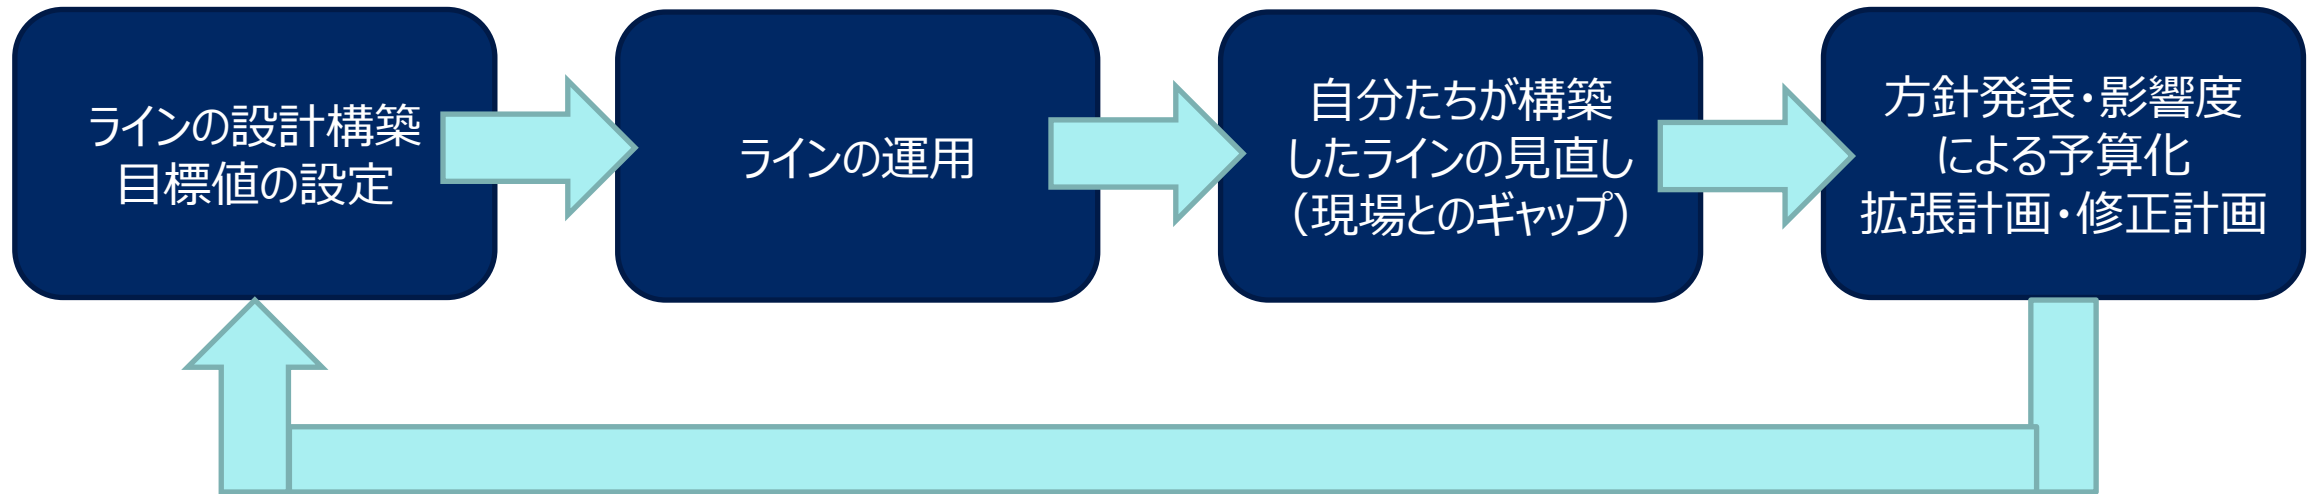 ラインの設計構築
目標値の設定
ラインの運用
自分たちが構築
したラインの見直し
（現場とのギャップ）
方針発表・影響度
による予算化
拡張計画・修正計画